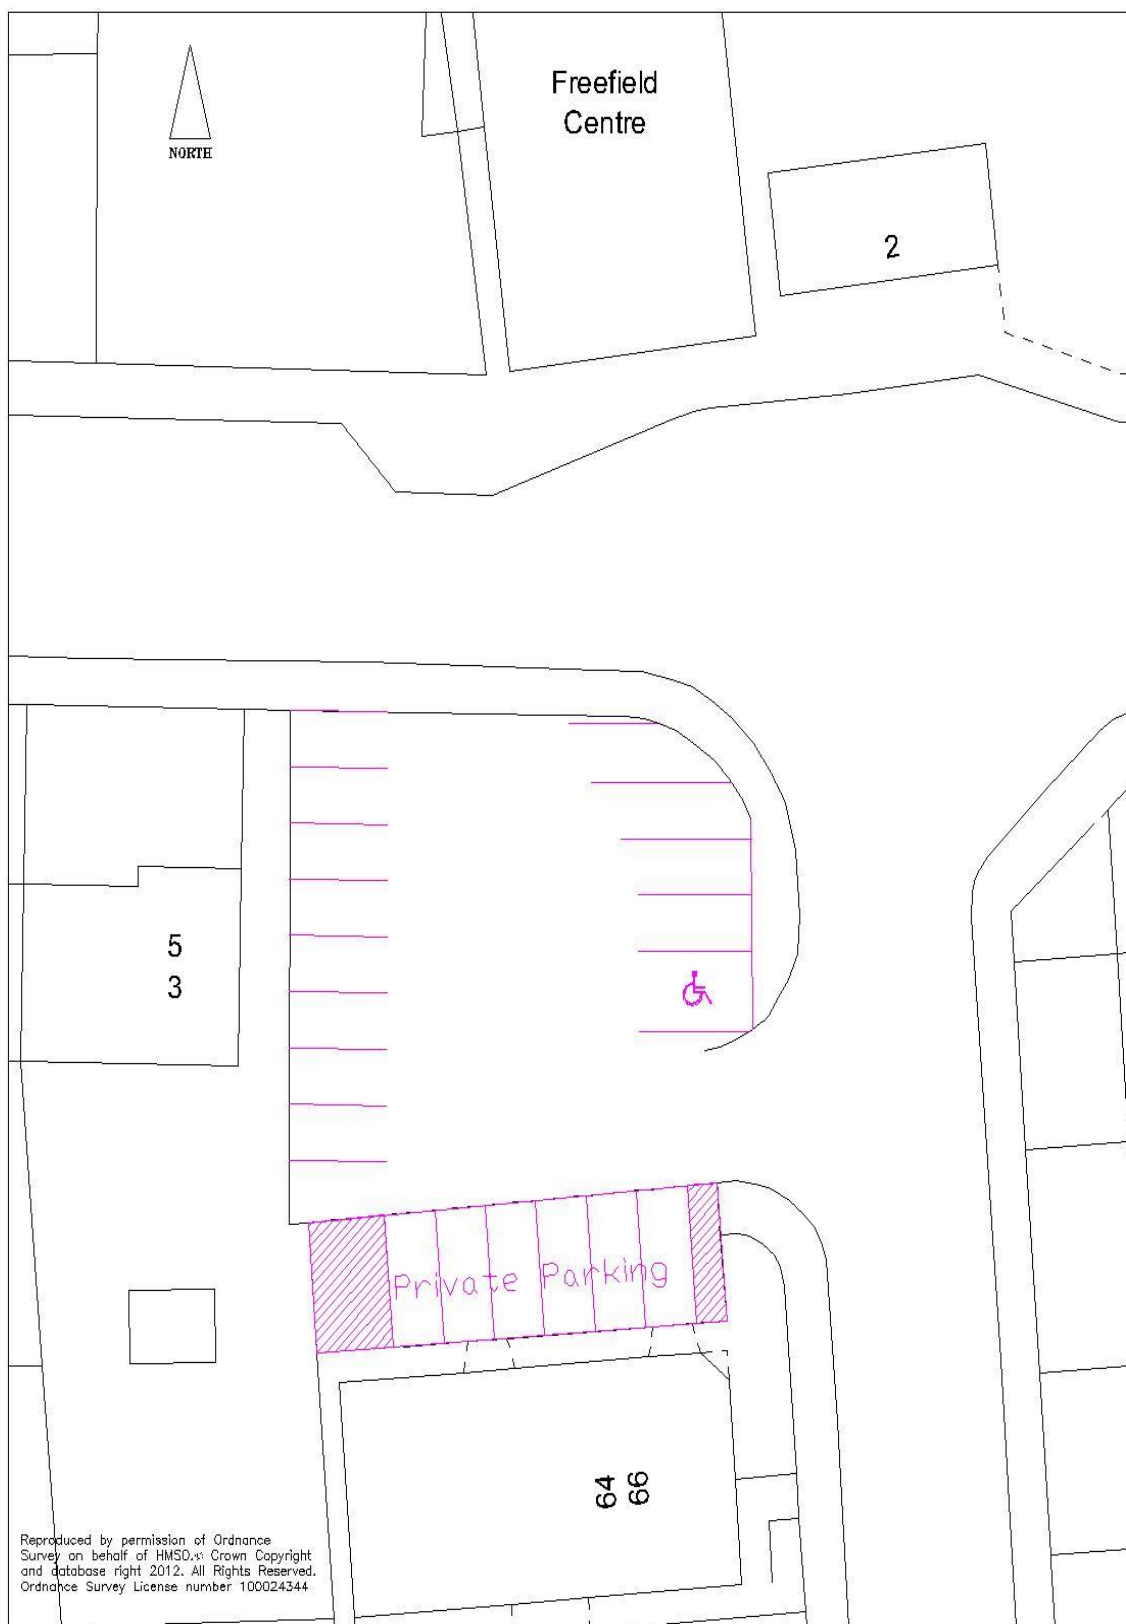 Freefield
Centre
NORTH
2
5
3
Private Parking
64
66
Reproduced by permission of Ordnance
Survey on behalf of HMSO.© Crown Copyright
and database right 2012. All Rights Reserved.
Ordnance Survey License number 100024344